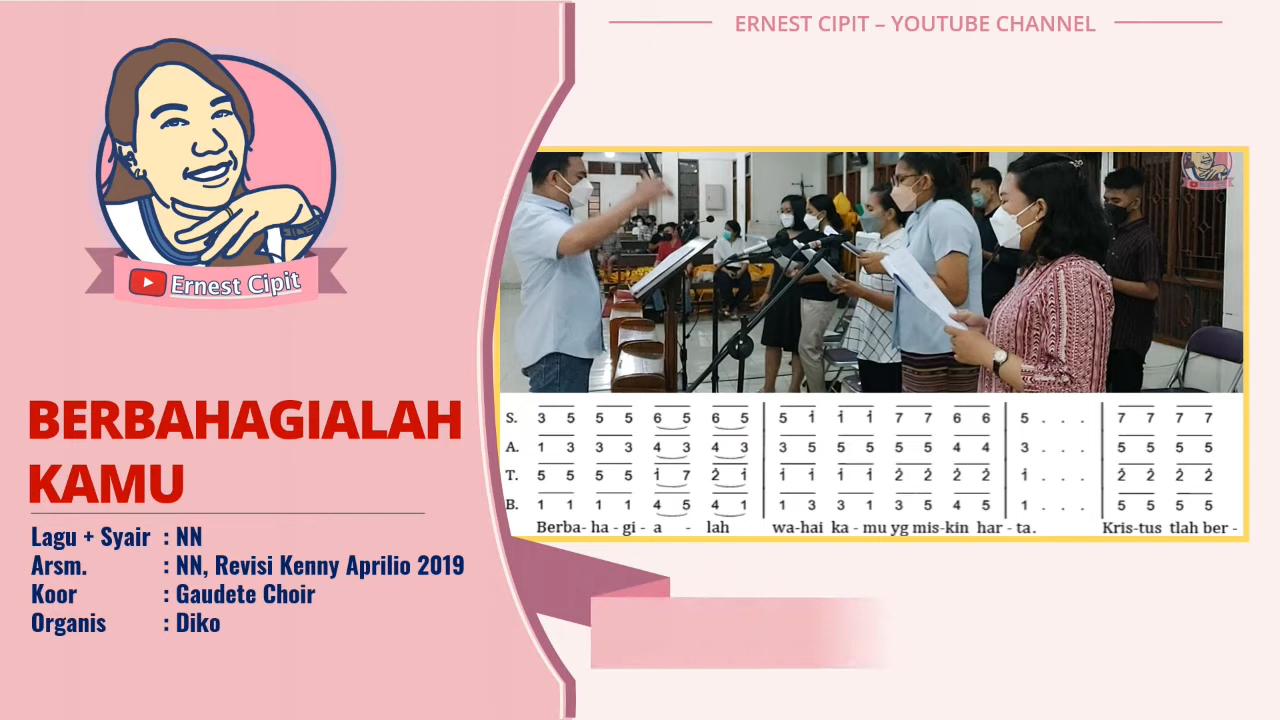 ERNEST CIPIT – YOUTUBE CHANNEL
Ernest Cipit
BERBAHAGIALAH
KAMU
Lagu + Syair : NN
Arsm. : NN, Revisi Kenny Aprilio 2019
Koor : Gaudete Choir
Organis : Diko
S. 3 5 5 5 6 5 6 5 | 5 1̇ 1̇ 1̇ 7 7 6 6 | 5 . . . | 7 7 7 7
A. 1 3 3 3 4 3 4 3 | 3 5 5 5 5 5 4 4 | 3 . . . | 5 5 5 5
T. 5 5 5 5 1̇ 7 2̇ 1̇ | 1̇ 1̇ 1̇ 1̇ 2̇ 2̇ 2̇ 2̇ | 1̇ . . . | 2̇ 2̇ 2̇ 2̇
B. 1 1 1 1 4 5 4 1 | 1 3 3 1 3 5 4 5 | 1 . . . | 5 5 5 5
Berba- ha - gi - a - lah wa-hai ka - mu yg mis-kin har - ta. Kris-tus tlah ber -